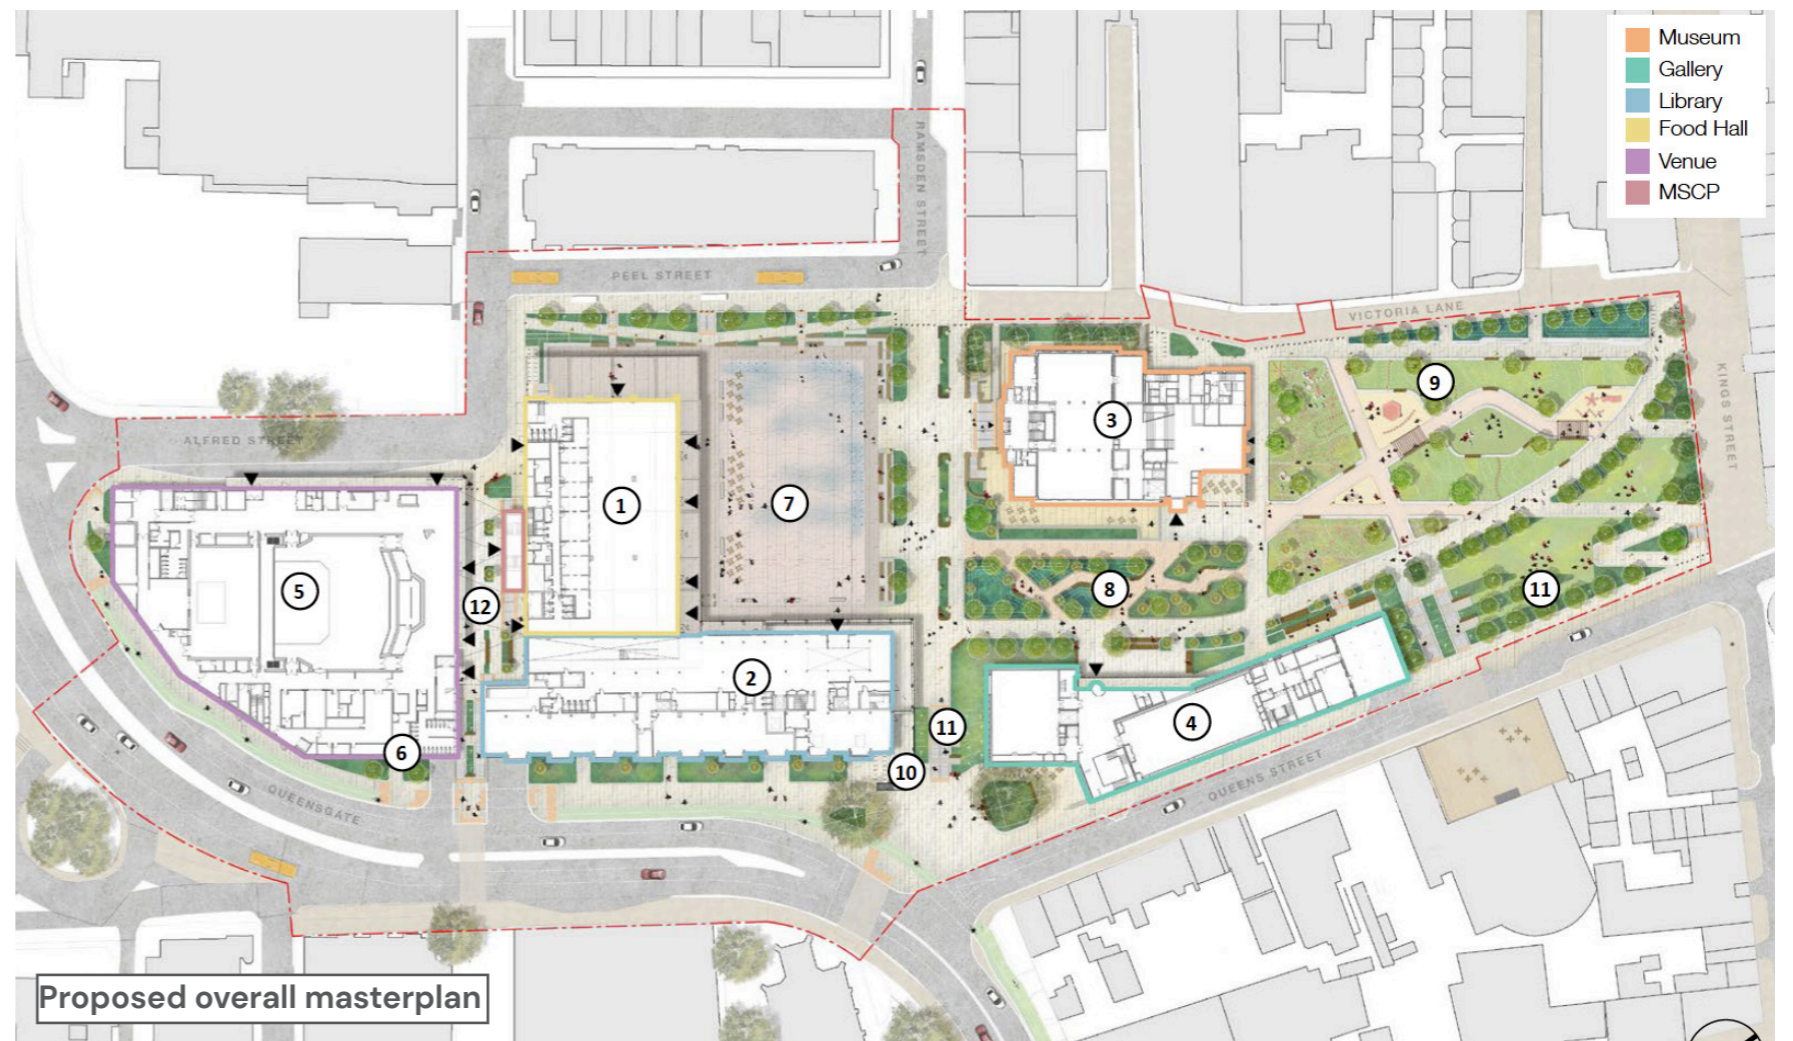 Museum
Gallery
Library
Food Hall
Venue
MSCP
RAMSDEN STREET
PEEL STREET
VICTORIA LANE
KINGS STREET
ALFRED STREET
9
3
1
7
5
8
11
12
2
4
11
6
10
QUEENSGATE
QUEENS STREET
Proposed overall masterplan